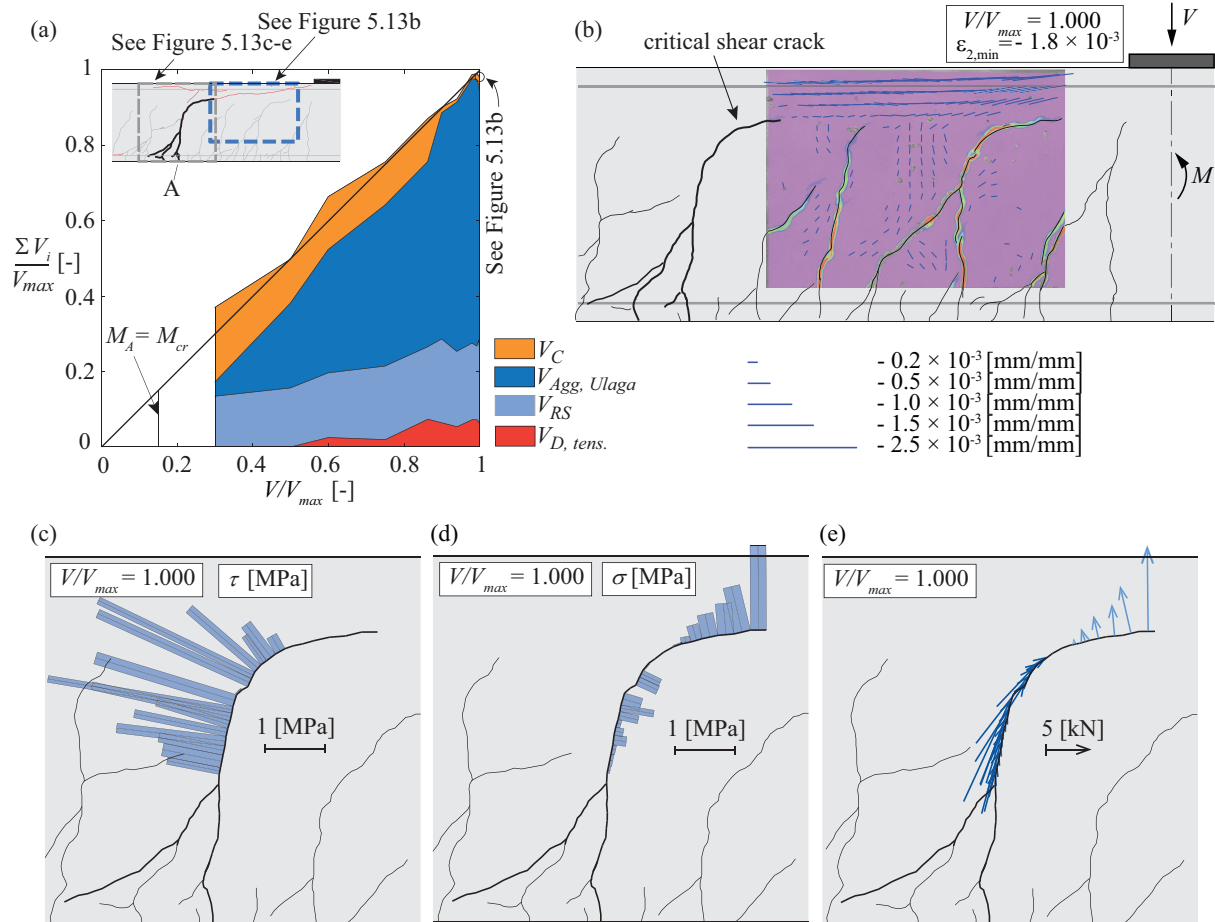 (a)
See Figure 5.13b
See Figure 5.13c-e
A
M_A = M_cr
ΣV_i
V_max [-]
1
0.8
0.6
0.4
0.2
0
0
0.2
0.4
0.6
0.8
1
V/V_max [-]
See Figure 5.13b
V_C
V_Agg, Ulaga
V_RS
V_D, tens.
(b)
critical shear crack
V/V_max = 1.000
ε_2,min = - 1.8 × 10⁻³
V
M
- 0.2 × 10⁻³ [mm/mm]
- 0.5 × 10⁻³ [mm/mm]
- 1.0 × 10⁻³ [mm/mm]
- 1.5 × 10⁻³ [mm/mm]
- 2.5 × 10⁻³ [mm/mm]
(c)
V/V_max = 1.000
τ [MPa]
1 [MPa]
(d)
V/V_max = 1.000
σ [MPa]
1 [MPa]
(e)
V/V_max = 1.000
5 [kN]